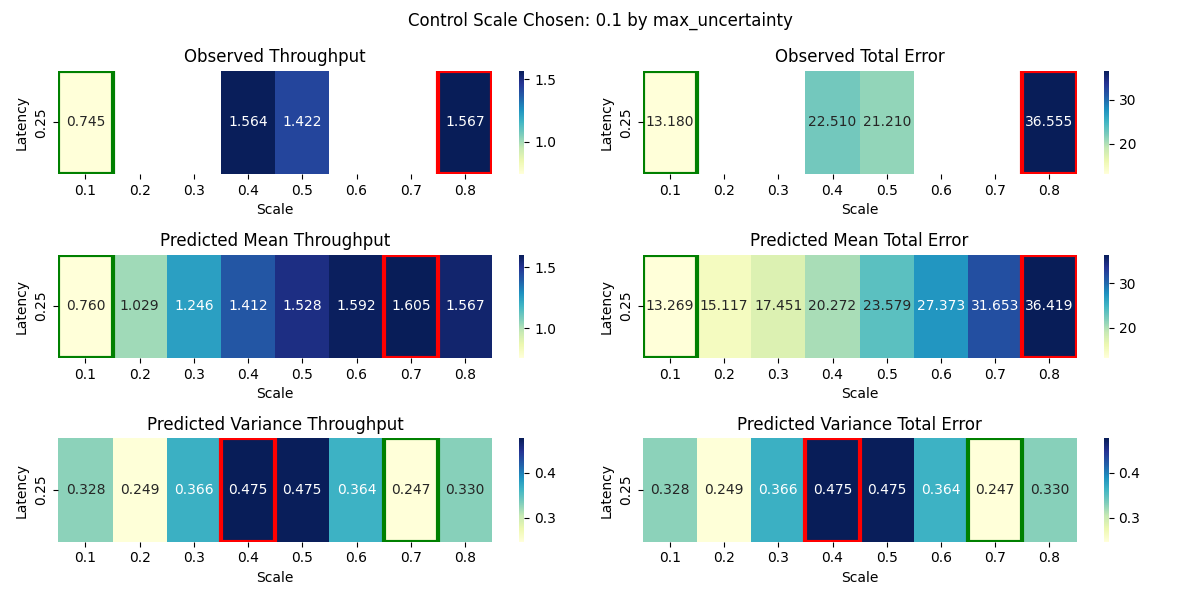 Control Scale Chosen: 0.1 by max_uncertainty
Observed Throughput
Latency
0.25
0.745
1.564
1.422
1.567
0.1 0.2 0.3 0.4 0.5 0.6 0.7 0.8
Scale
1.5
1.0
Observed Total Error
Latency
0.25
13.180
22.510
21.210
36.555
0.1 0.2 0.3 0.4 0.5 0.6 0.7 0.8
Scale
30
20
Predicted Mean Throughput
Latency
0.25
0.760 1.029 1.246 1.412 1.528 1.592 1.605 1.567
0.1 0.2 0.3 0.4 0.5 0.6 0.7 0.8
Scale
1.5
1.0
Predicted Mean Total Error
Latency
0.25
13.269 15.117 17.451 20.272 23.579 27.373 31.653 36.419
0.1 0.2 0.3 0.4 0.5 0.6 0.7 0.8
Scale
30
20
Predicted Variance Throughput
Latency
0.25
0.328 0.249 0.366 0.475 0.475 0.364 0.247 0.330
0.1 0.2 0.3 0.4 0.5 0.6 0.7 0.8
Scale
0.4
0.3
Predicted Variance Total Error
Latency
0.25
0.328 0.249 0.366 0.475 0.475 0.364 0.247 0.330
0.1 0.2 0.3 0.4 0.5 0.6 0.7 0.8
Scale
0.4
0.3